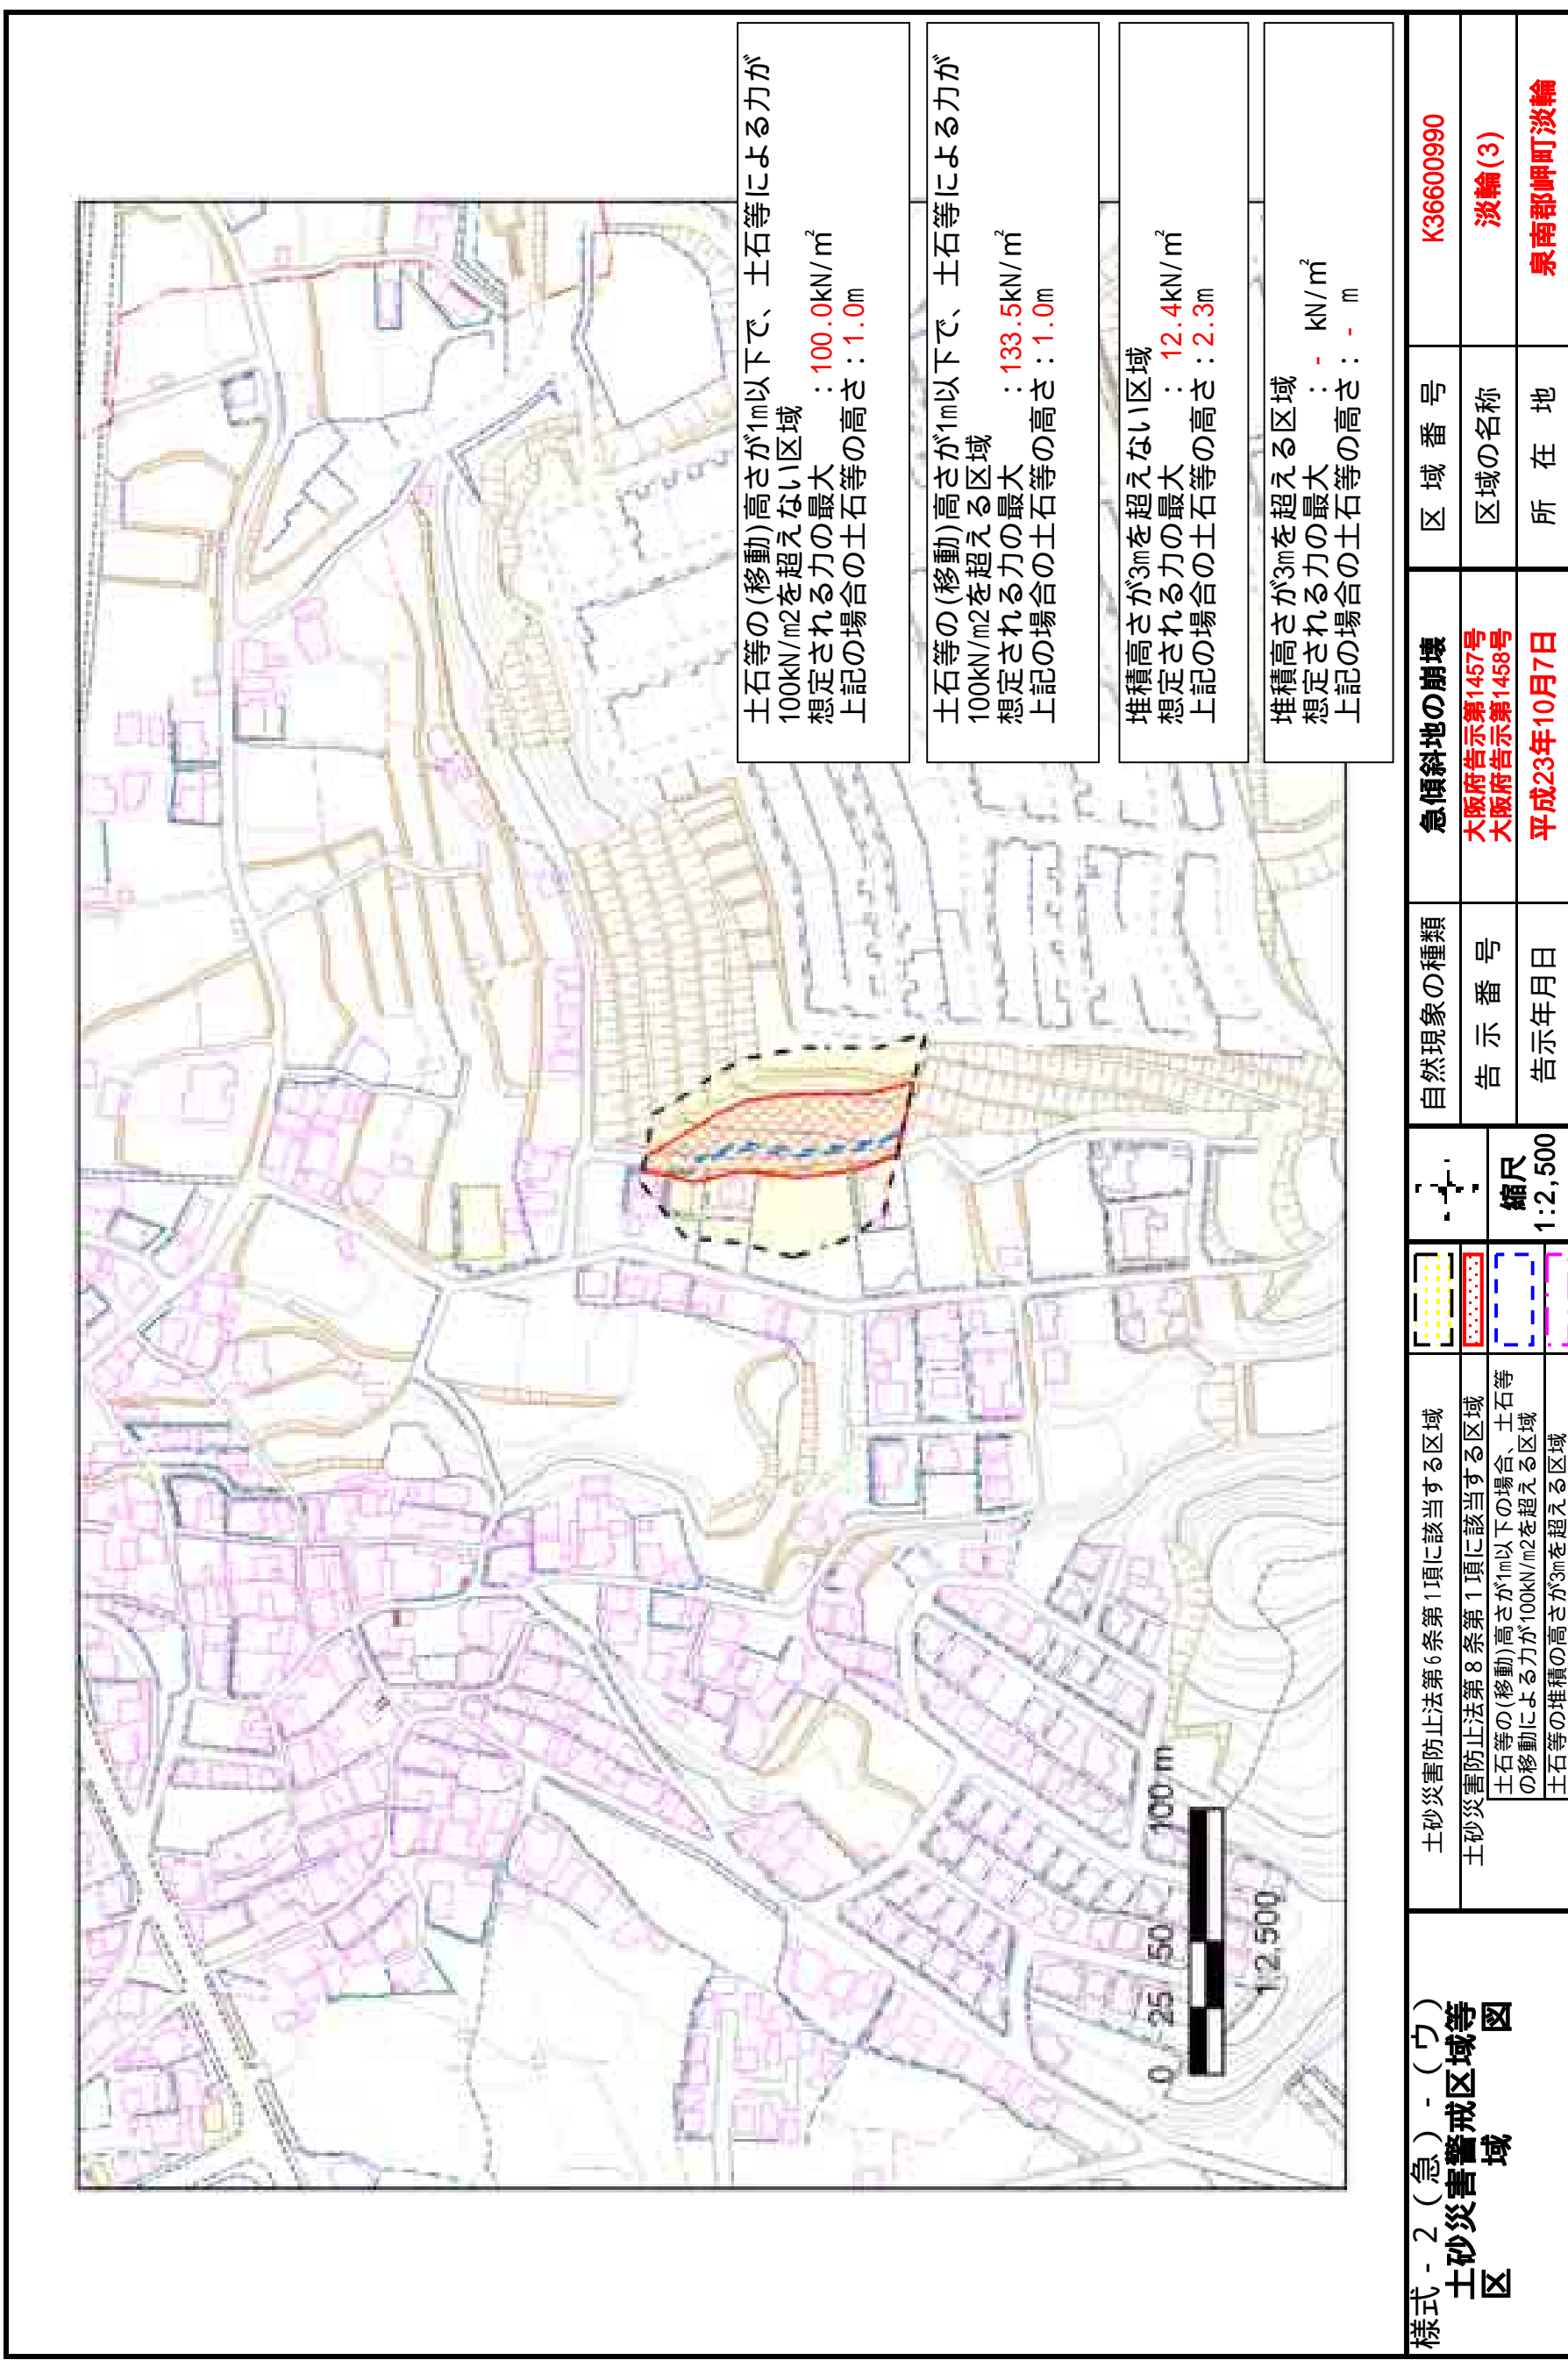 土石等の(移動)高さが1m以下で、土石等による力が
100kN/m2を超えない区域
想定される力の最大　：100.0kN/㎡
上記の場合の土石等の高さ：1.0m
土石等の(移動)高さが1m以下で、土石等による力が
100kN/m2を超える区域
想定される力の最大　：133.5kN/㎡
上記の場合の土石等の高さ：1.0m
堆積高さが3mを超えない区域
想定される力の最大　：12.4kN/㎡
上記の場合の土石等の高さ：2.3m
堆積高さが3mを超える区域
想定される力の最大　：- kN/㎡
上記の場合の土石等の高さ：- m
0 25 50 100 m
1:2,500
様式-２（急）-（ウ）
土砂災害警戒区域等
区域図
土砂災害防止法第６条第１項に該当する区域
土砂災害防止法第８条第１項に該当する区域
土石等の(移動)高さが1m以下の場合、土石等
の移動による力が100kN/m2を超える区域
土石等の堆積の高さが3mを超える区域
縮尺
1:2,500
自然現象の種類 急傾斜地の崩壊
告示番号 大阪府告示第1457号
大阪府告示第1458号
告示年月日 平成23年10月7日
区域番号 K36600990
区域の名称 淡輪(3)
所在地 泉南郡岬町淡輪